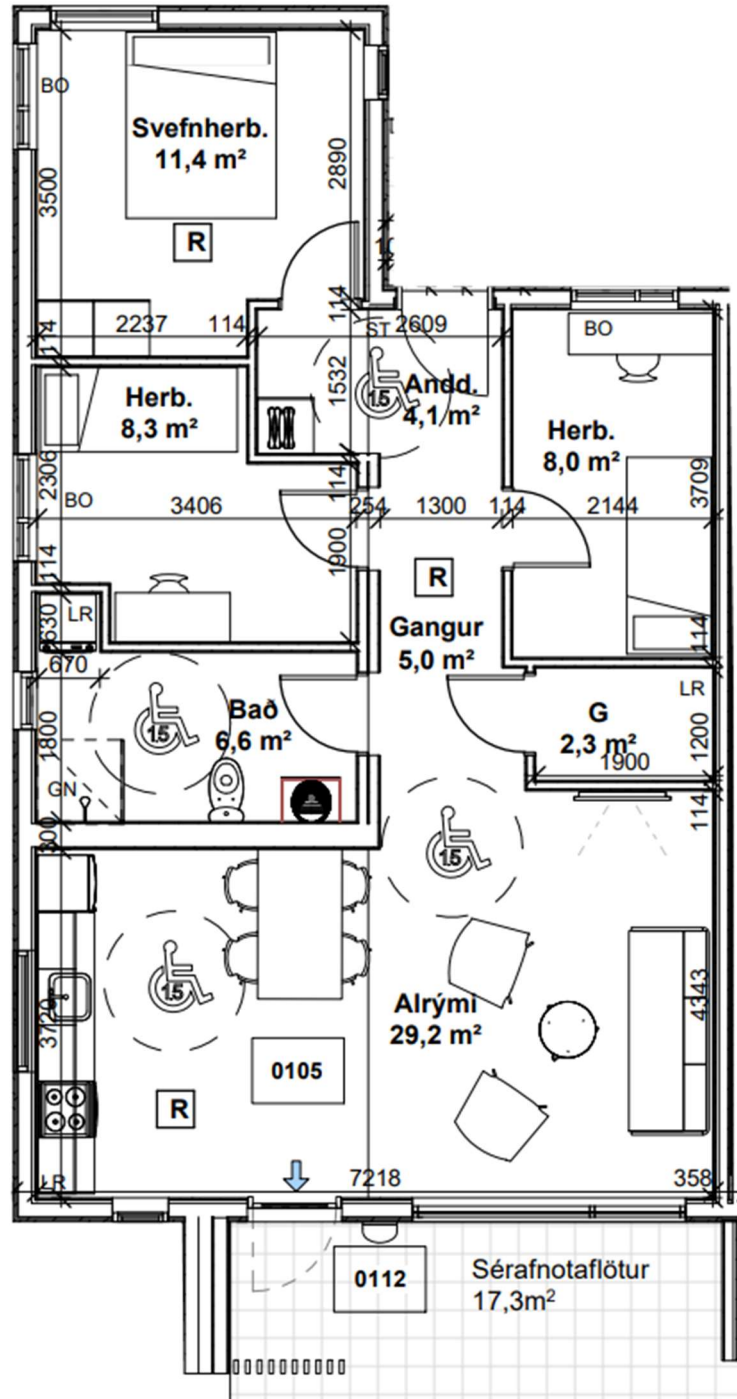 BO
Svefnherb.
11,4 m²
3500
2890
R
114
2237
114
114
ST
2609
BO
1532
1.5
Andd.
4,1 m²
Herb.
8,3 m²
Herb.
8,0 m²
2306
BO
114
3709
3406
254
1300
114
2144
114
1900
R
630
LR
Gangur
5,0 m²
114
670
LR
1.5
Bað
6,6 m²
G
2,3 m²
1800
1200
1900
GN
114
300
1.5
1.5
3720
Alrými
29,2 m²
4343
0105
R
LR
7218
358
0112
Sérafnotaflötur
17,3m²